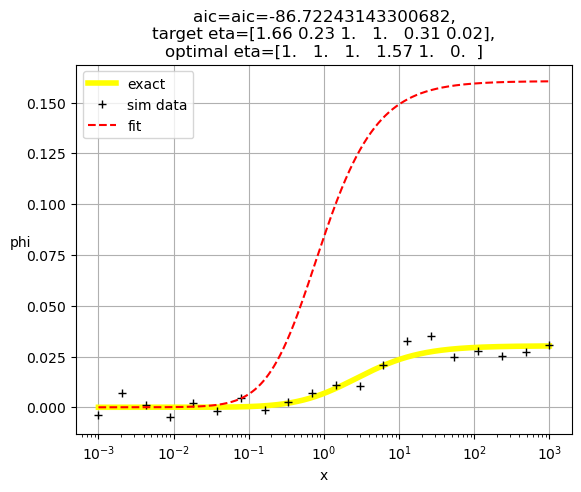 aic=aic=-86.72243143300682,
target eta=[1.66 0.23 1.   1.   0.31 0.02],
optimal eta=[1.   1.   1.   1.57 1.   0.  ]
exact
sim data
fit
0.150
0.125
0.100
0.075
phi
0.050
0.025
0.000
10⁻³ 10⁻² 10⁻¹ 10⁰ 10¹ 10² 10³
x